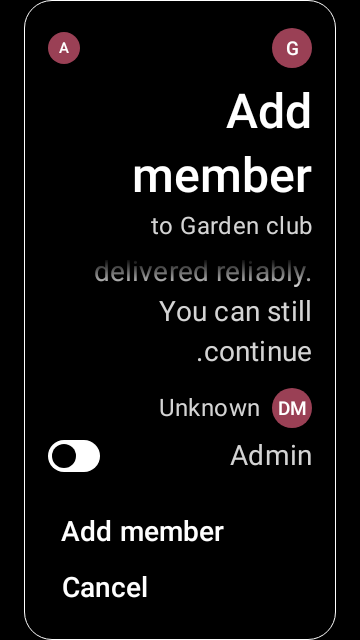 G
A
Add
member
to Garden club
delivered reliably.
You can still
.continue
DM
Unknown
Admin
Add member
Cancel